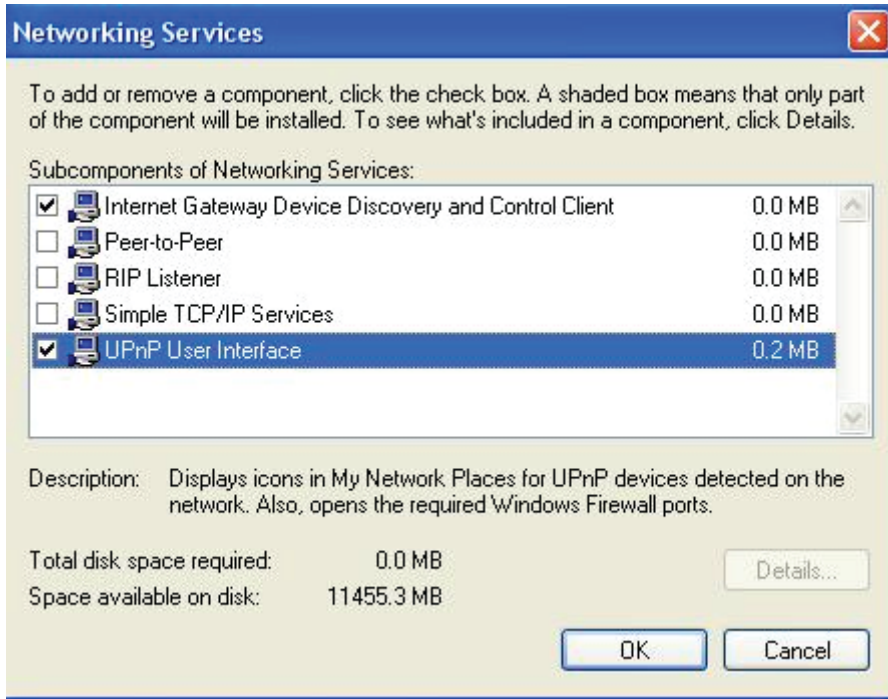 Networking Services
To add or remove a component, click the check box. A shaded box means that only part
of the component will be installed. To see what's included in a component, click Details.
Subcomponents of Networking Services:
Internet Gateway Device Discovery and Control Client 0.0 MB
Peer-to-Peer 0.0 MB
RIP Listener 0.0 MB
Simple TCP/IP Services 0.0 MB
UPnP User Interface 0.2 MB
Description: Displays icons in My Network Places for UPnP devices detected on the
network. Also, opens the required Windows Firewall ports.
Total disk space required: 0.0 MB
Details...
Space available on disk: 11455.3 MB
OK Cancel